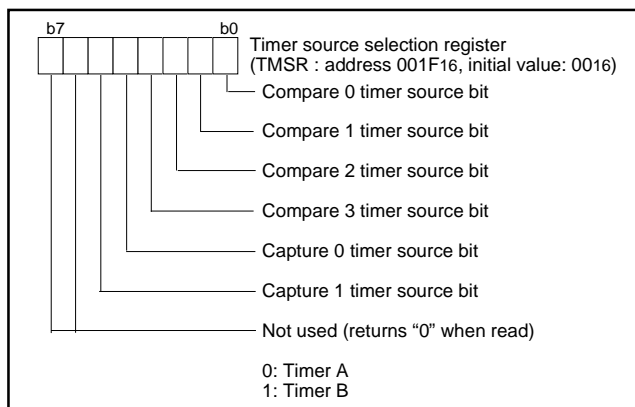 b7 b0
Timer source selection register
(TMSR : address 001F16, initial value: 0016)
Compare 0 timer source bit
Compare 1 timer source bit
Compare 2 timer source bit
Compare 3 timer source bit
Capture 0 timer source bit
Capture 1 timer source bit
Not used (returns “0” when read)
0: Timer A
1: Timer B